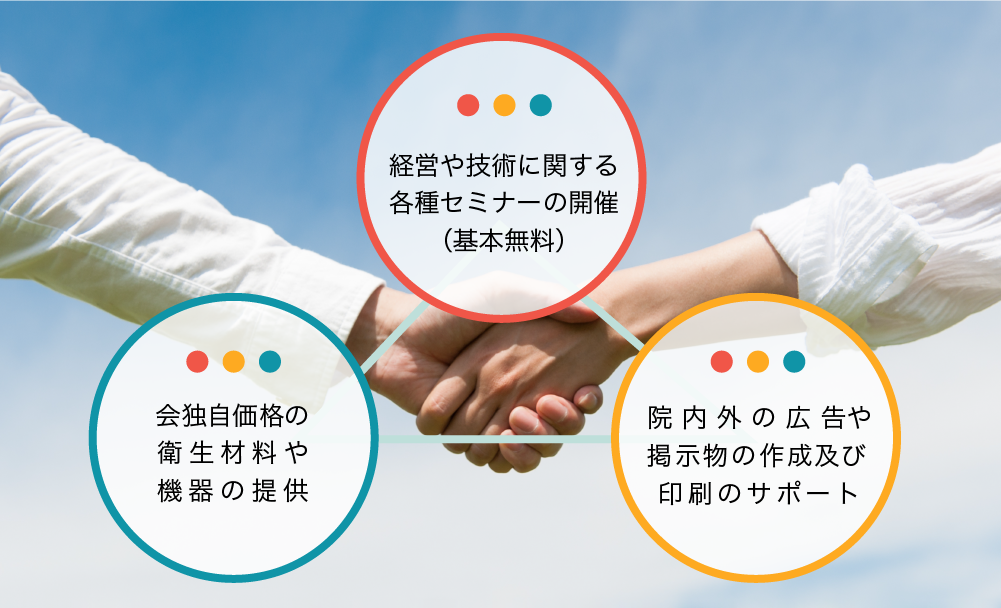 経営や技術に関する
各種セミナーの開催
（基本無料）
会独自価格の
衛生材料や
機器の提供
院内外の広告や
掲示物の作成及び
印刷のサポート